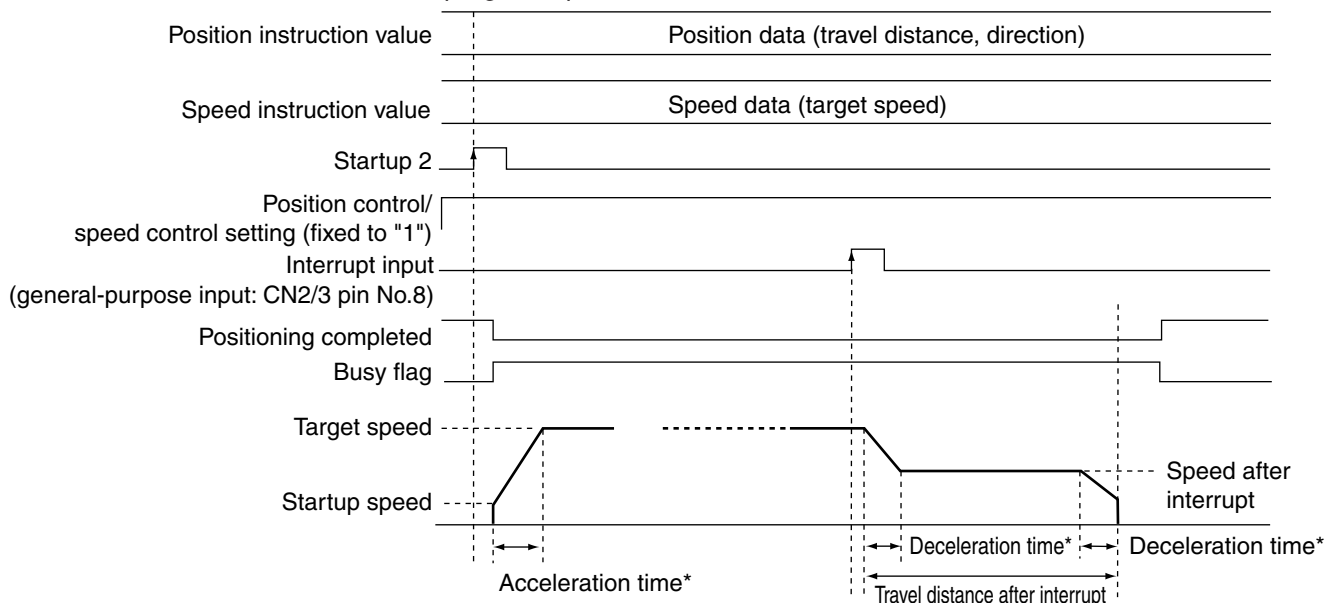 Position instruction value
Position data (travel distance, direction)
Speed instruction value
Speed data (target speed)
Startup 2
Position control/
speed control setting (fixed to "1")
Interrupt input
(general-purpose input: CN2/3 pin No.8)
Positioning completed
Busy flag
Target speed
Startup speed
Speed after
interrupt
Acceleration time*
Deceleration time*
Deceleration time*
Travel distance after interrupt